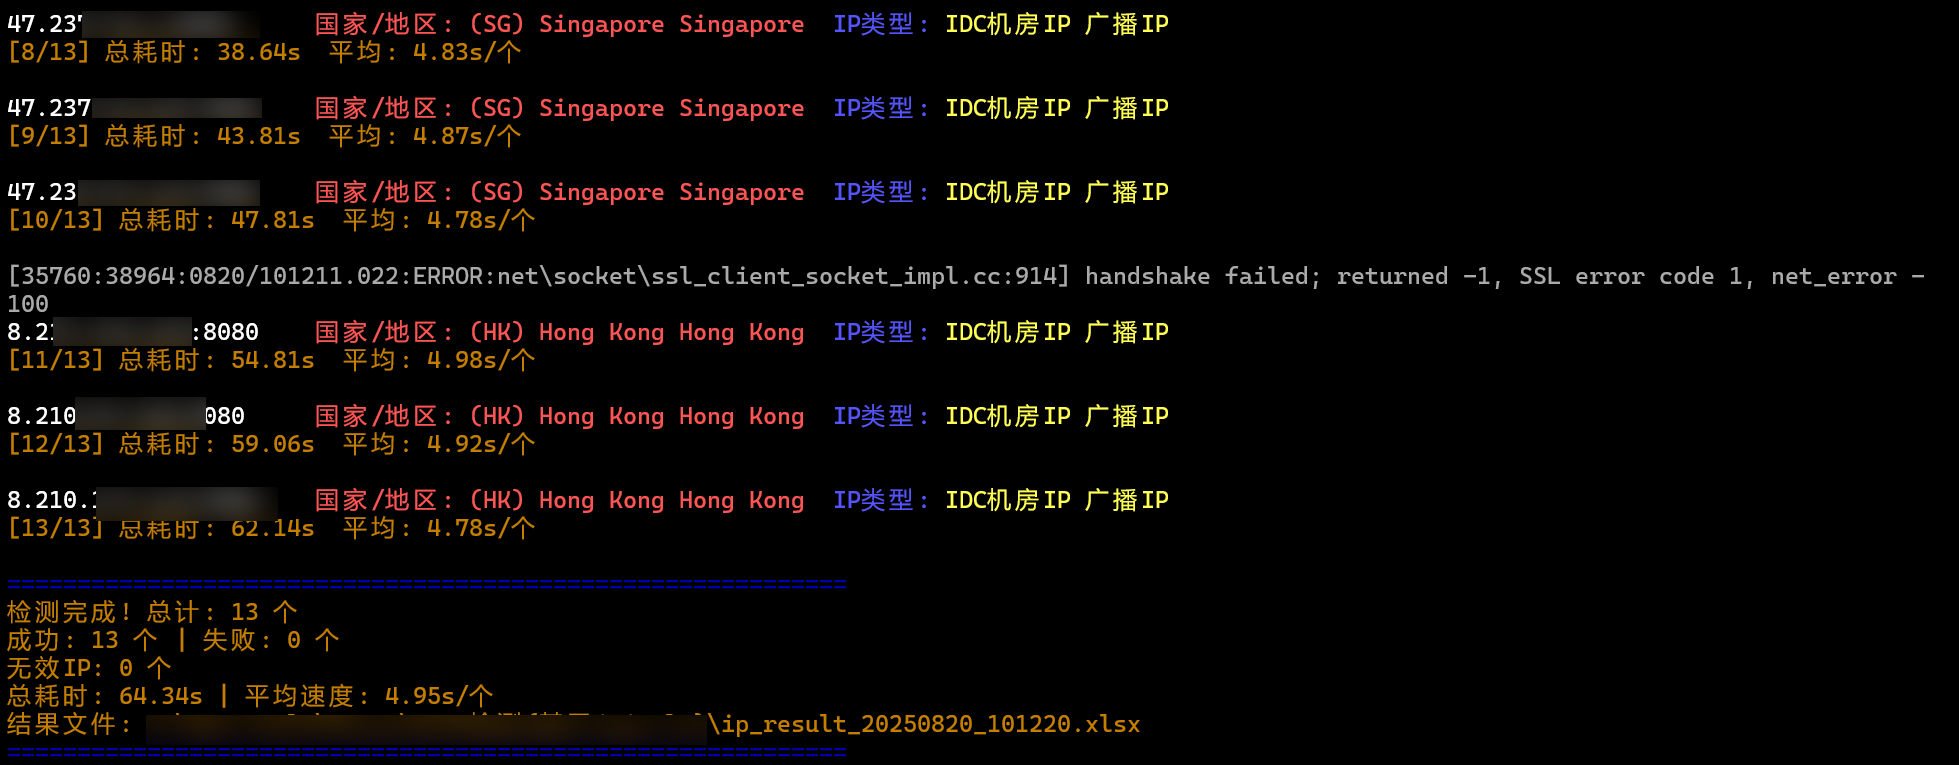 47.237 国家/地区: (SG) Singapore Singapore IP类型: IDC机房IP 广播IP
[8/13] 总耗时: 38.64s 平均: 4.83s/个
47.237 国家/地区: (SG) Singapore Singapore IP类型: IDC机房IP 广播IP
[9/13] 总耗时: 43.81s 平均: 4.87s/个
47.23 国家/地区: (SG) Singapore Singapore IP类型: IDC机房IP 广播IP
[10/13] 总耗时: 47.81s 平均: 4.78s/个
[35760:38964:0820/101211.022:ERROR:net\socket\ssl_client_socket_impl.cc:914] handshake failed; returned -1, SSL error code 1, net_error -
100
8.21 :8080 国家/地区: (HK) Hong Kong Hong Kong IP类型: IDC机房IP 广播IP
[11/13] 总耗时: 54.81s 平均: 4.98s/个
8.210 080 国家/地区: (HK) Hong Kong Hong Kong IP类型: IDC机房IP 广播IP
[12/13] 总耗时: 59.06s 平均: 4.92s/个
8.210.1 国家/地区: (HK) Hong Kong Hong Kong IP类型: IDC机房IP 广播IP
[13/13] 总耗时: 62.14s 平均: 4.78s/个
============================================================
检测完成! 总计: 13 个
成功: 13 个 | 失败: 0 个
无效IP: 0 个
总耗时: 64.34s | 平均速度: 4.95s/个
结果文件: \ip_result_20250820_101220.xlsx
============================================================